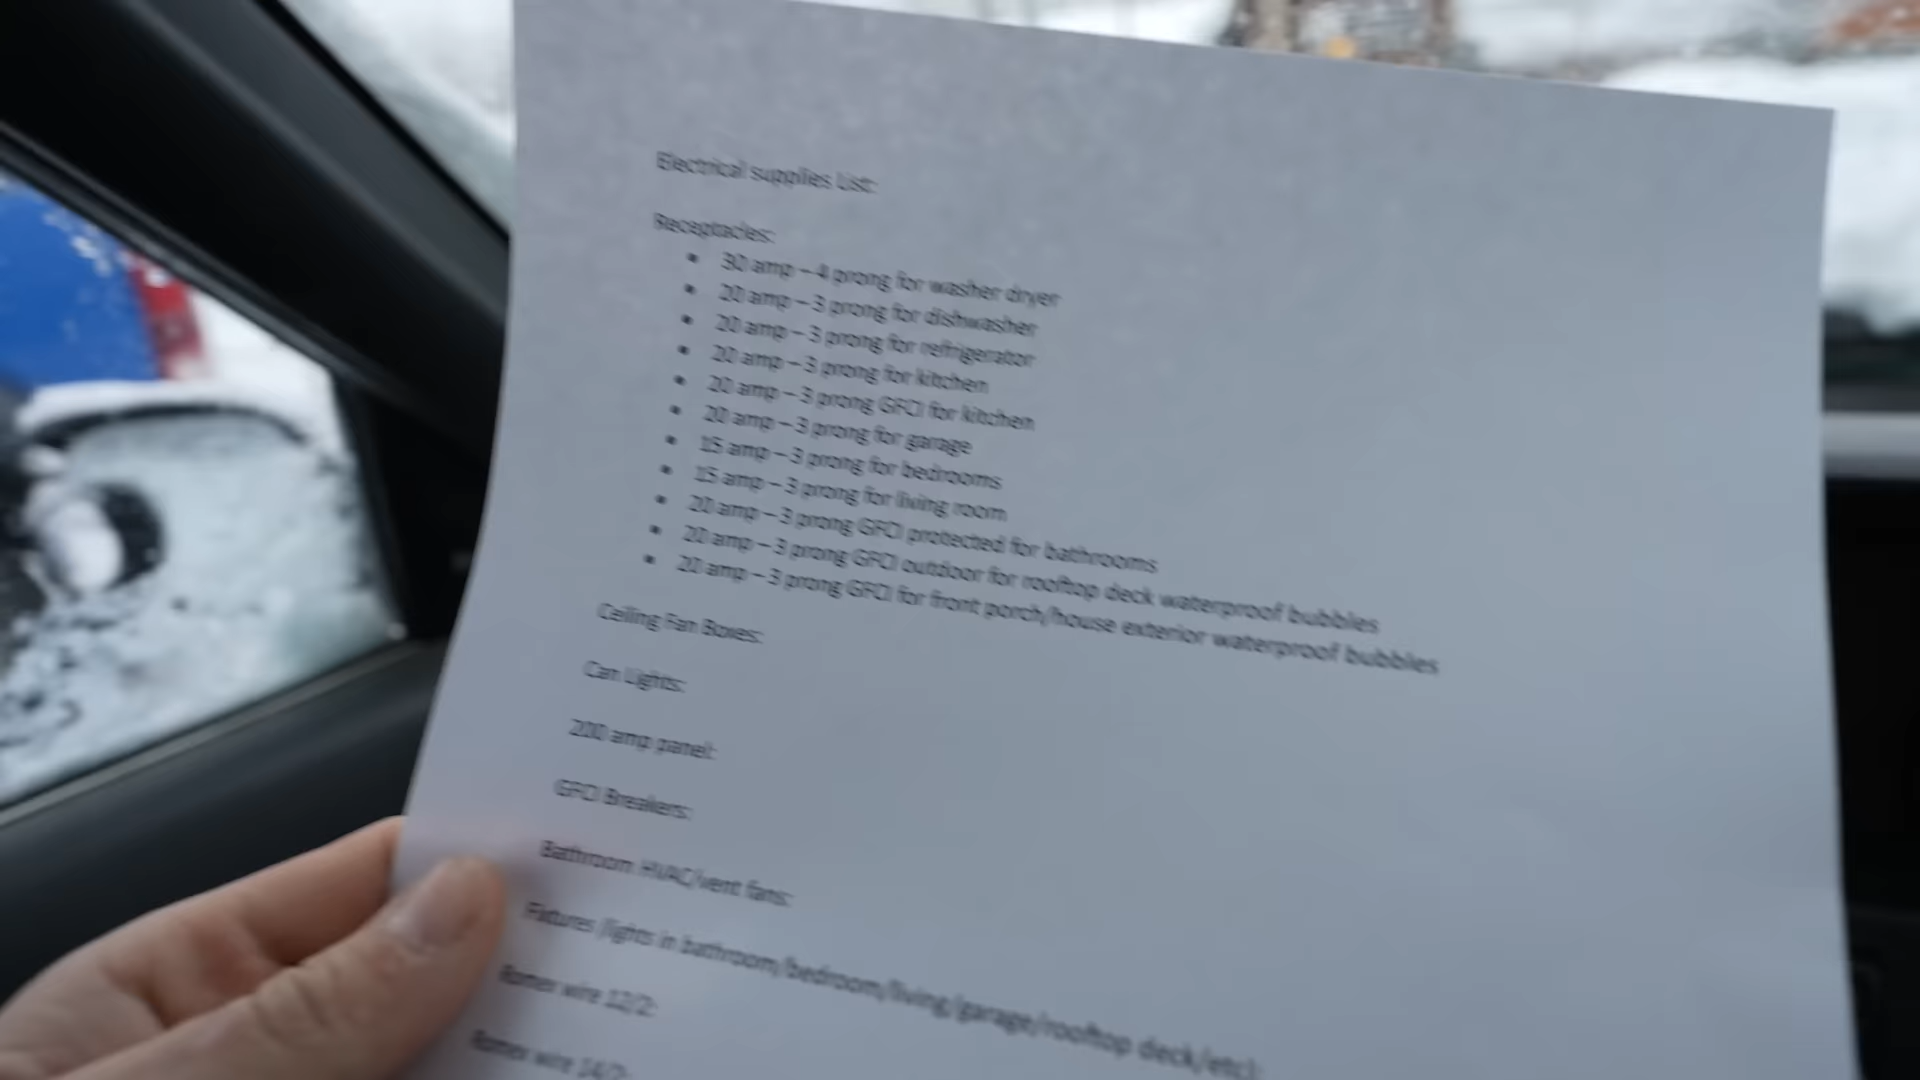 Electrical supplies List:
Receptacles:
• 30 amp – 4 prong for washer dryer
• 20 amp – 3 prong for dishwasher
• 20 amp – 3 prong for refrigerator
• 20 amp – 3 prong for kitchen
• 20 amp – 3 prong GFCI for kitchen
• 20 amp – 3 prong for garage
• 15 amp – 3 prong for bedrooms
• 15 amp – 3 prong for living room
• 20 amp – 3 prong GFCI protected for bathrooms
• 20 amp – 3 prong GFCI outdoor for rooftop deck waterproof bubbles
• 20 amp – 3 prong GFCI for front porch/house exterior waterproof bubbles
Ceiling Fan Boxes:
Can Lights:
200 amp panel:
GFCI Breakers:
Bathroom HVAC/vent fans:
Fixtures (lights in bathroom/bedroom/living/garage/rooftop deck/etc):
Romex wire 12/2:
Romex wire 14/2: